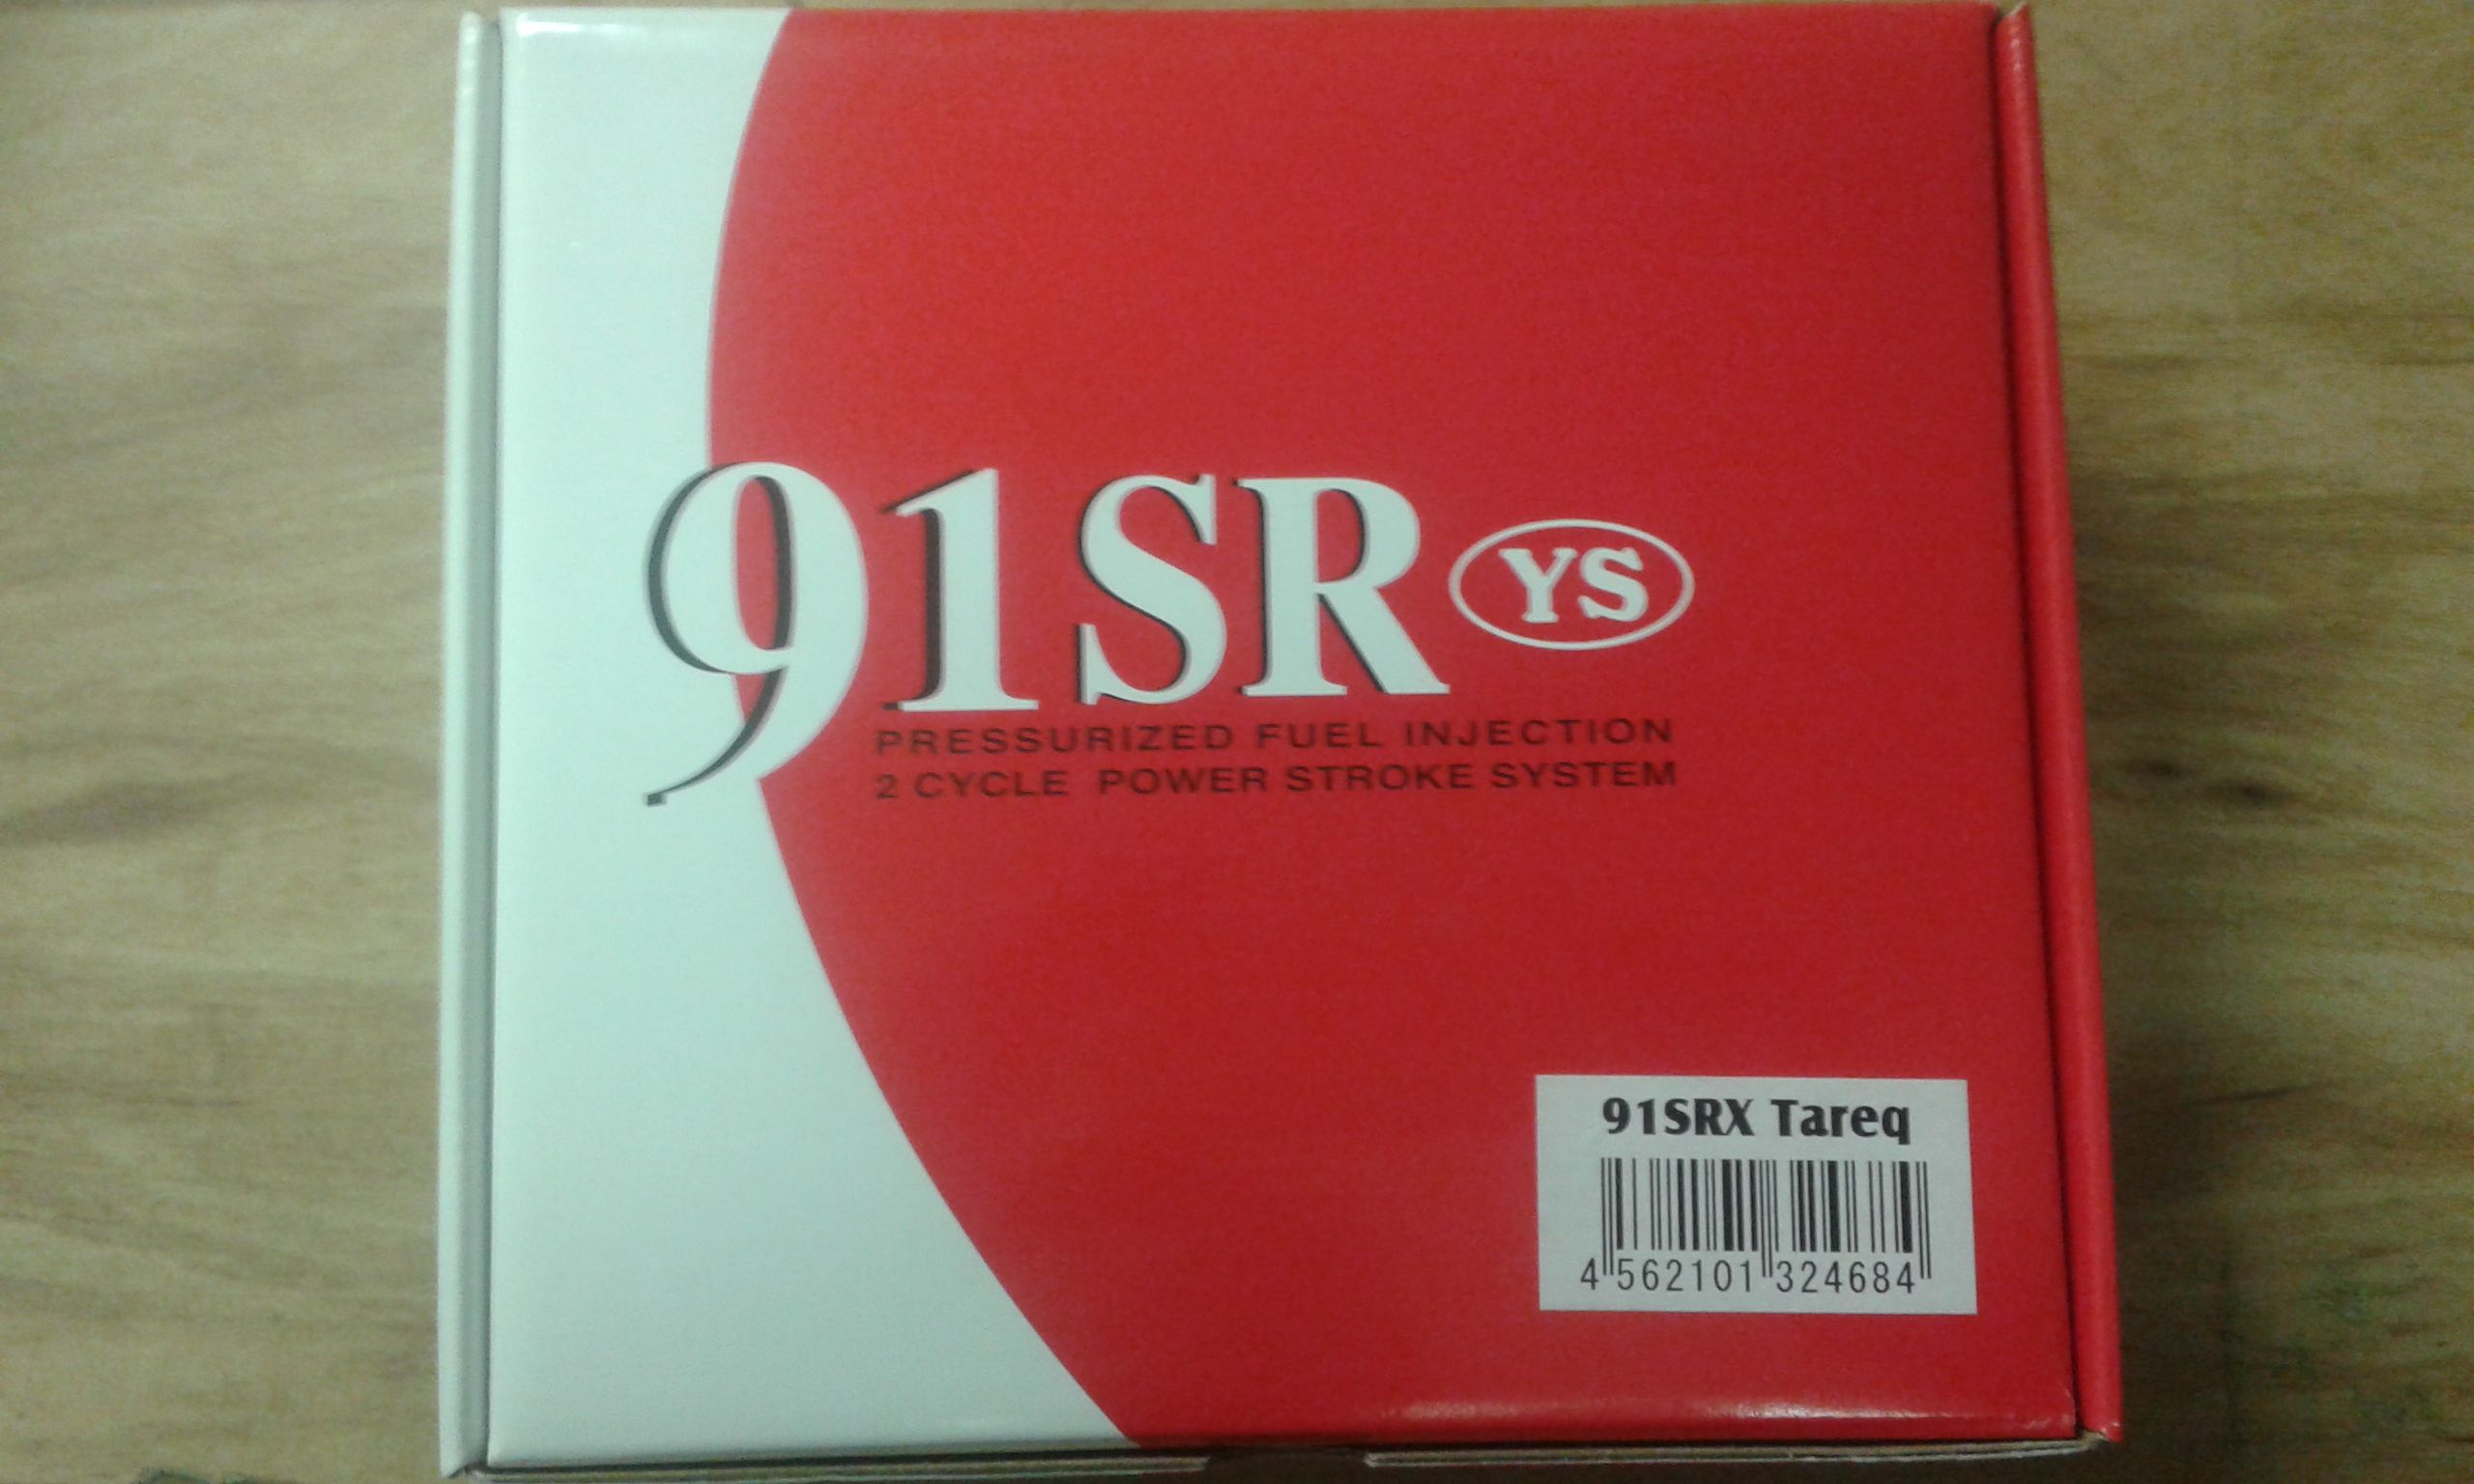 91SR YS
PRESSURIZED FUEL INJECTION
2 CYCLE POWER STROKE SYSTEM
91SRX Tareq
4 562101 324684